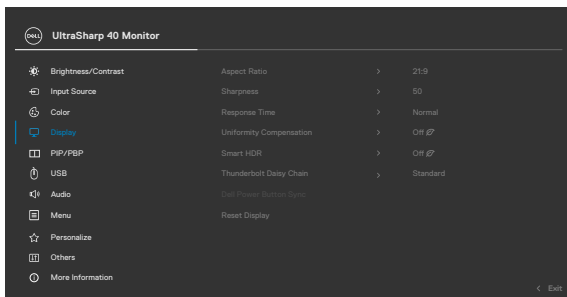 DELL UltraSharp 40 Monitor
Brightness/Contrast Aspect Ratio > 21:9
Input Source Sharpness > 50
Color Response Time > Normal
Display Uniformity Compensation > Off
PIP/PBP Smart HDR > Off
USB Thunderbolt Daisy Chain > Standard
Audio Dell Power Button Sync
Menu Reset Display
Personalize
Others
More Information
< Exit